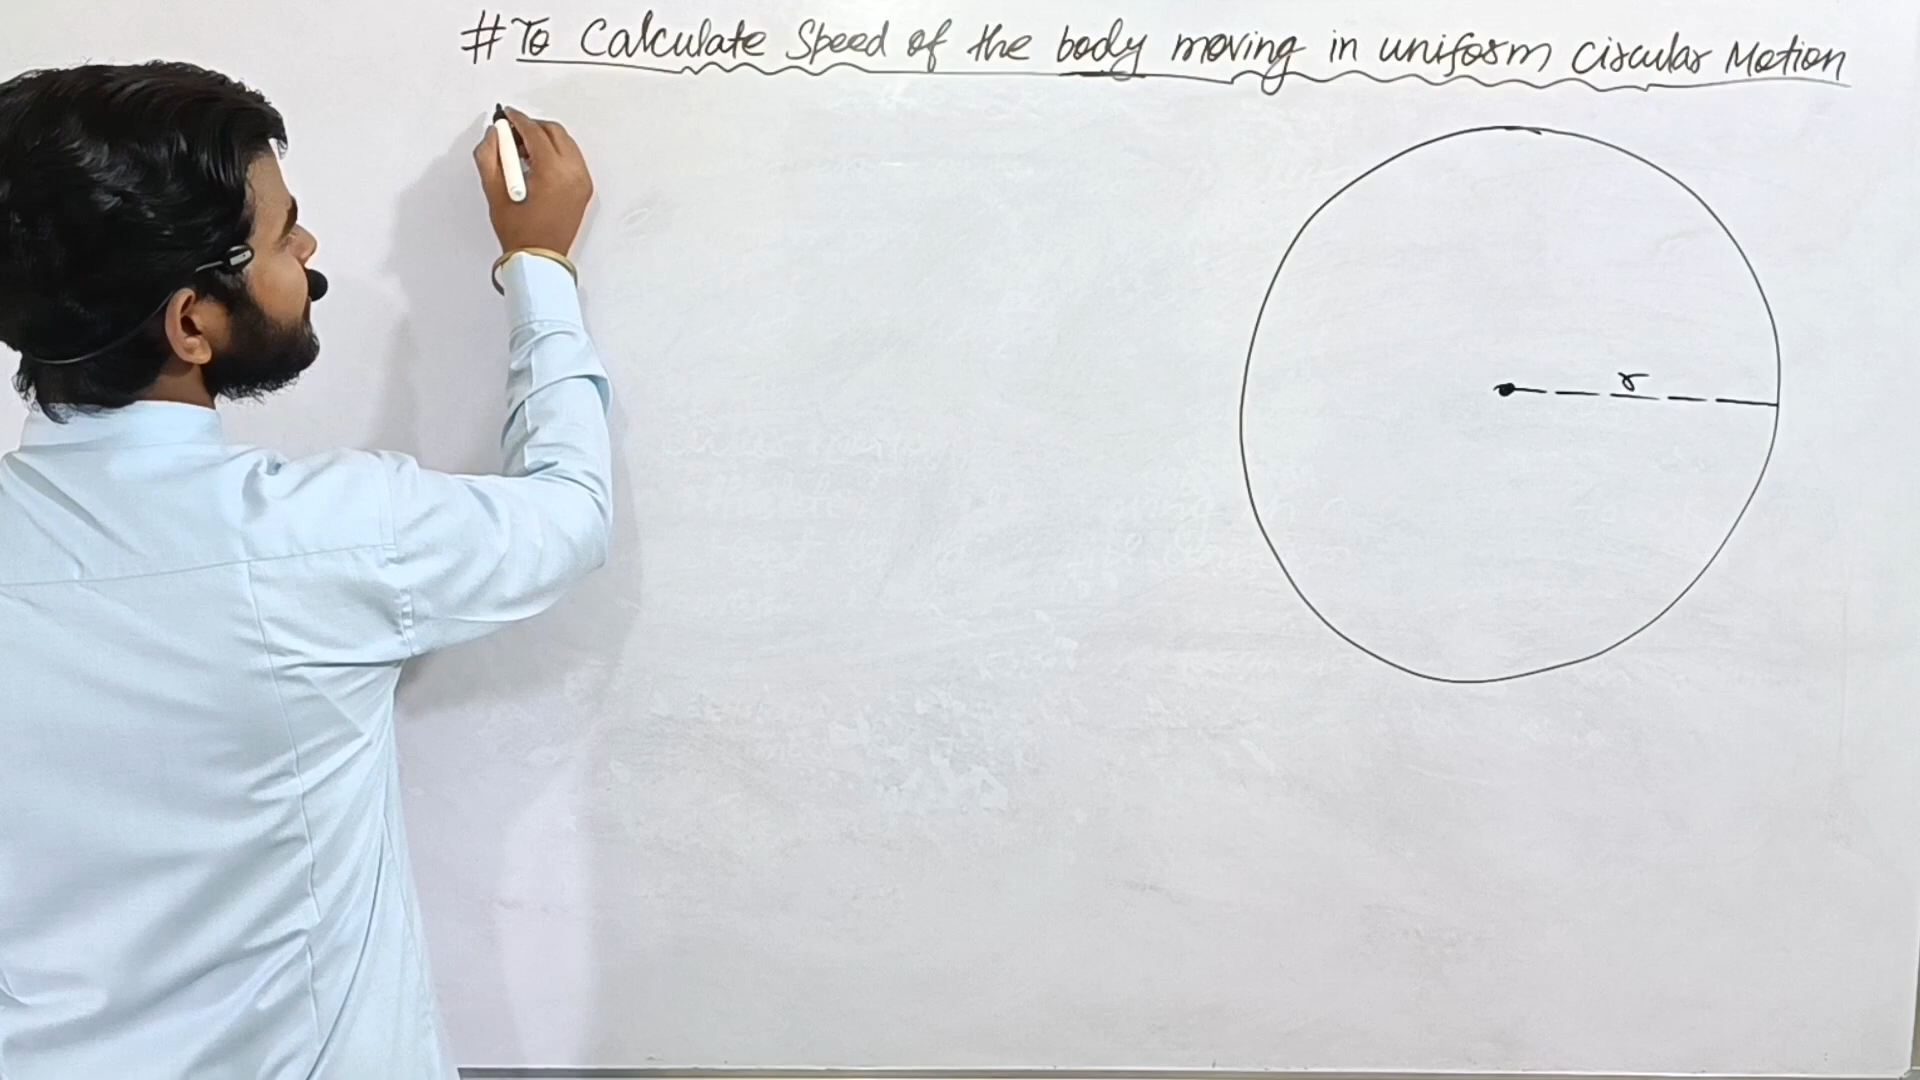 #To Calculate Speed of the body moving in uniform Circular Motion
r